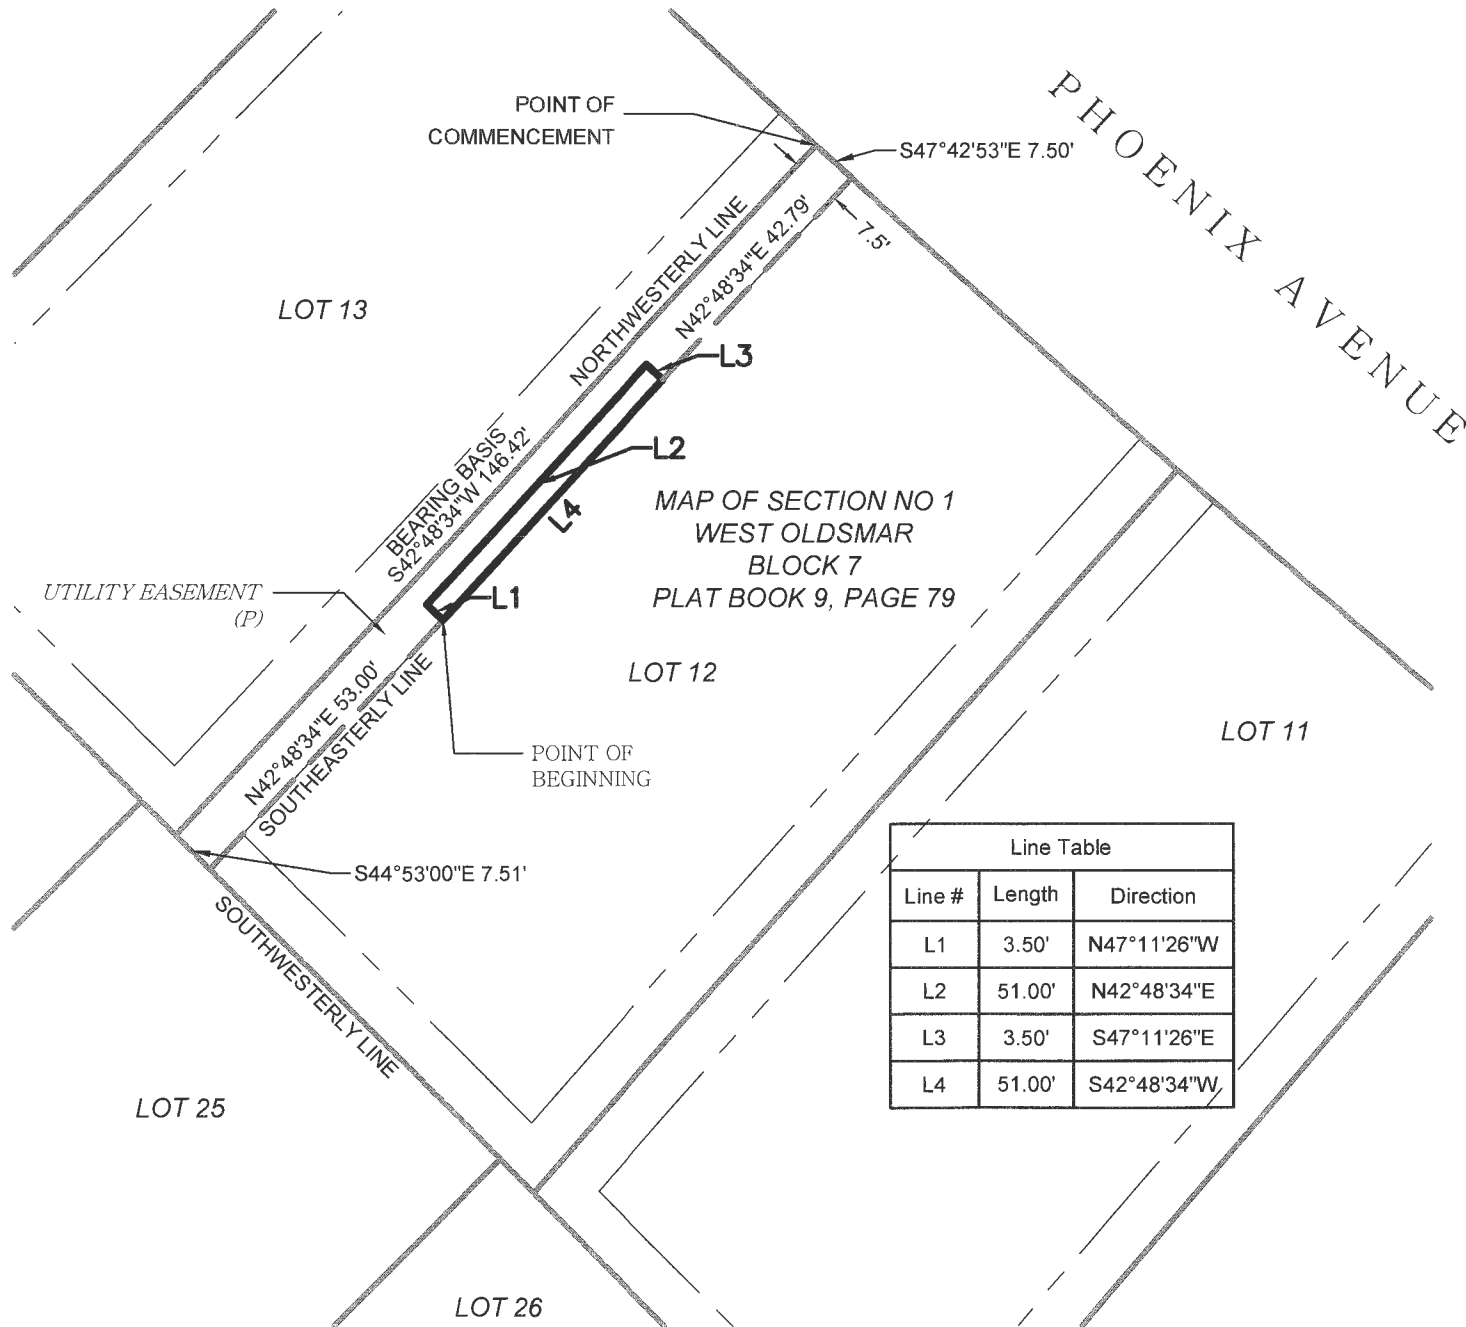 POINT OF
COMMENCEMENT
S47°42'53"E 7.50'
PHOENIX AVENUE
7.5'
NORTHWESTERLY LINE
N42°48'34"E 42.79'
LOT 13
L3
L2
L4
BEARING BASIS
S42°48'34"W 146.42'
MAP OF SECTION NO 1
WEST OLDSMAR
BLOCK 7
PLAT BOOK 9, PAGE 79
UTILITY EASEMENT
(P)
L1
LOT 12
N42°48'34"E 53.00'
SOUTHEASTERLY LINE
POINT OF
BEGINNING
LOT 11
S44°53'00"E 7.51'
SOUTHWESTERLY LINE
Line Table
Line # Length Direction
L1 3.50' N47°11'26"W
L2 51.00' N42°48'34"E
L3 3.50' S47°11'26"E
L4 51.00' S42°48'34"W
LOT 25
LOT 26